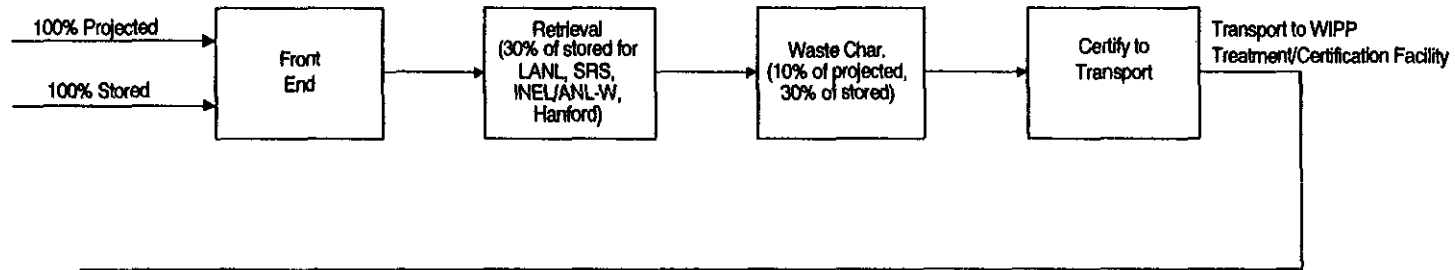 100% Projected
100% Stored
Front
End
Retrieval
(30% of stored for
LANL, SRS,
INEL/ANL-W,
Hanford)
Waste Char.
(10% of projected,
30% of stored)
Certify to
Transport
Transport to WIPP
Treatment/Certification Facility